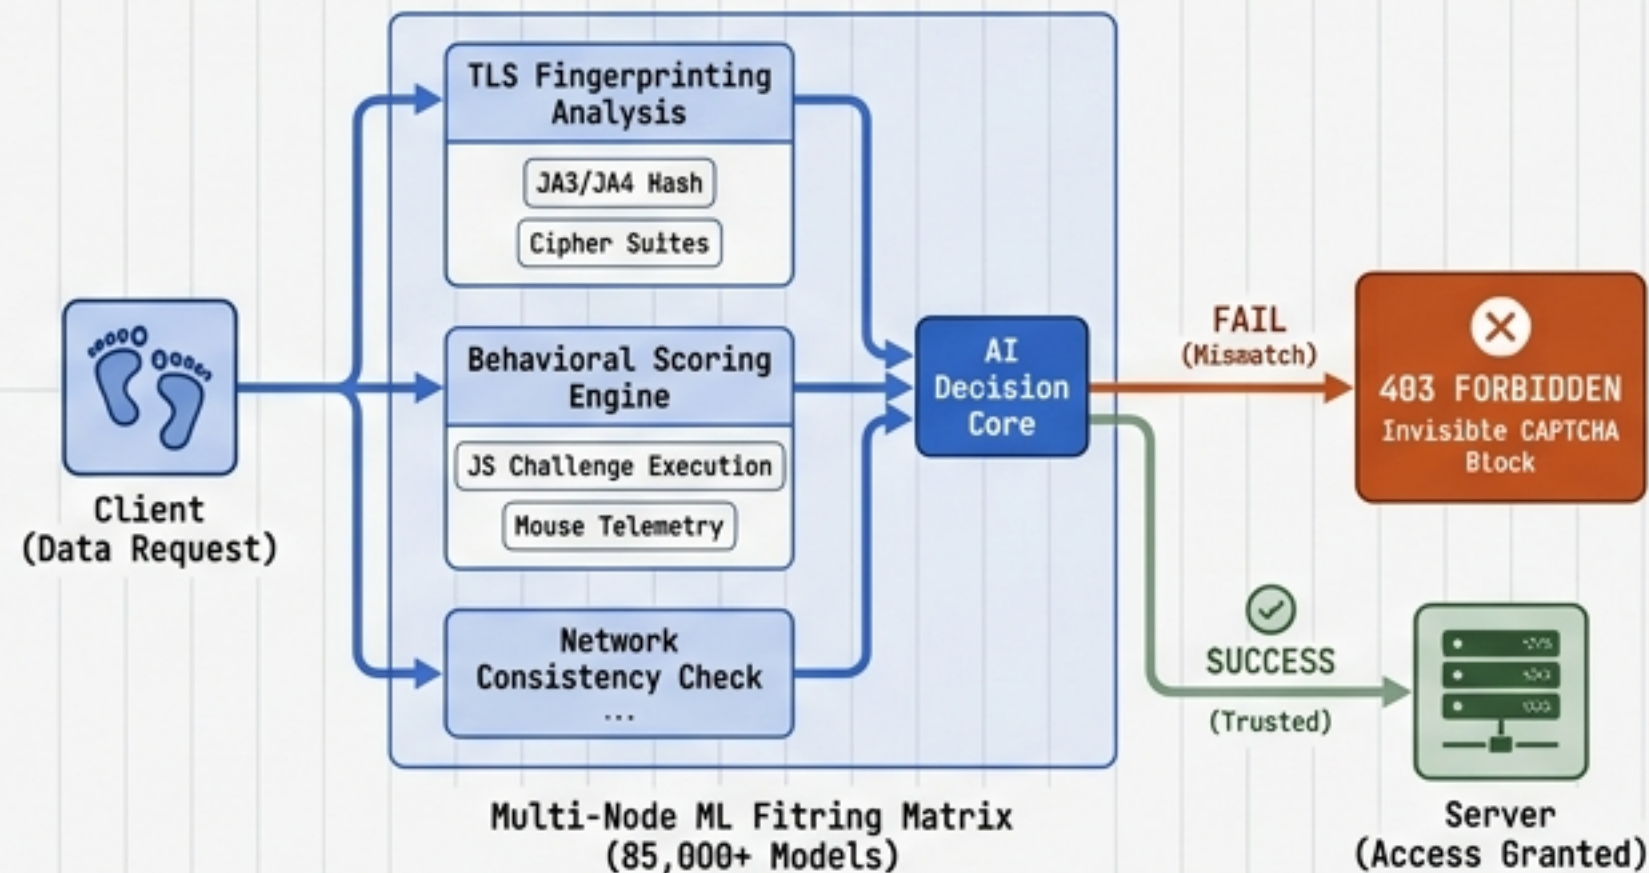 TLS Fingerprinting
Analysis
JA3/JA4 Hash
Cipher Suites
Client
(Data Request)
Behavioral Scoring
Engine
JS Challenge Execution
Mouse Telemetry
Network
Consistency Check
...
AI
Decision
Core
FAIL
(Mismatch)
403 FORBIDDEN
Invisible CAPTCHA
Block
SUCCESS
(Trusted)
Server
(Access Granted)
Multi-Node ML Fitring Matrix
(85,000+ Models)